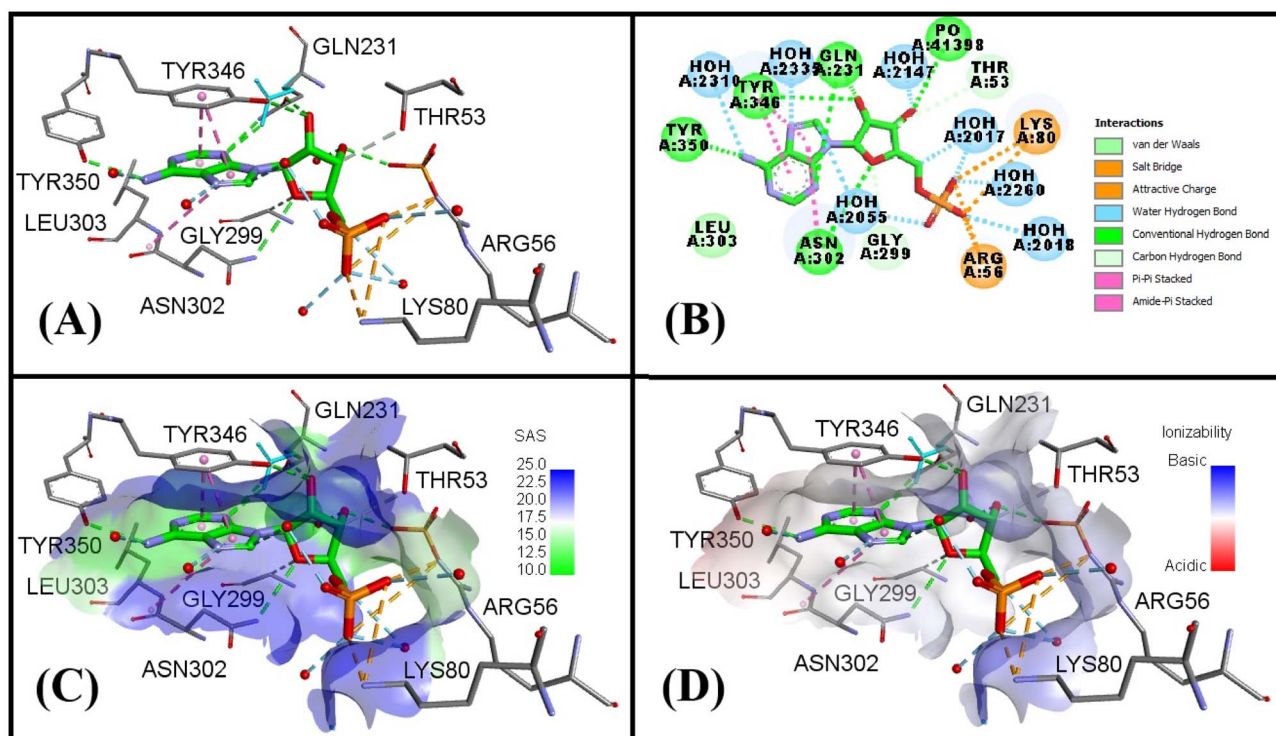 GLN231
TYR346
THR53
TYR350
LEU303
GLY299
ARG56
ASN302
LYS80
(A)
PO
A:41398
HOH
A:2335
GLN
A:231
HOH
A:2147
HOH
A:2310
THR
A:53
TYR
A:346
HOH
A:2017
LYS
A:80
TYR
A:350
HOH
A:2260
HOH
A:2055
LEU
A:303
ASN
A:302
GLY
A:299
HOH
A:2018
ARG
A:56
(B)
Interactions
van der Waals
Salt Bridge
Attractive Charge
Water Hydrogen Bond
Conventional Hydrogen Bond
Carbon Hydrogen Bond
Pi-Pi Stacked
Amide-Pi Stacked
GLN231
TYR346
THR53
TYR350
LEU303
GLY299
ARG56
ASN302
LYS80
(C)
SAS
25.0
22.5
20.0
17.5
15.0
12.5
10.0
GLN231
TYR346
THR53
TYR350
LEU303
GLY299
ARG56
ASN302
LYS80
(D)
Ionizability
Basic
Acidic